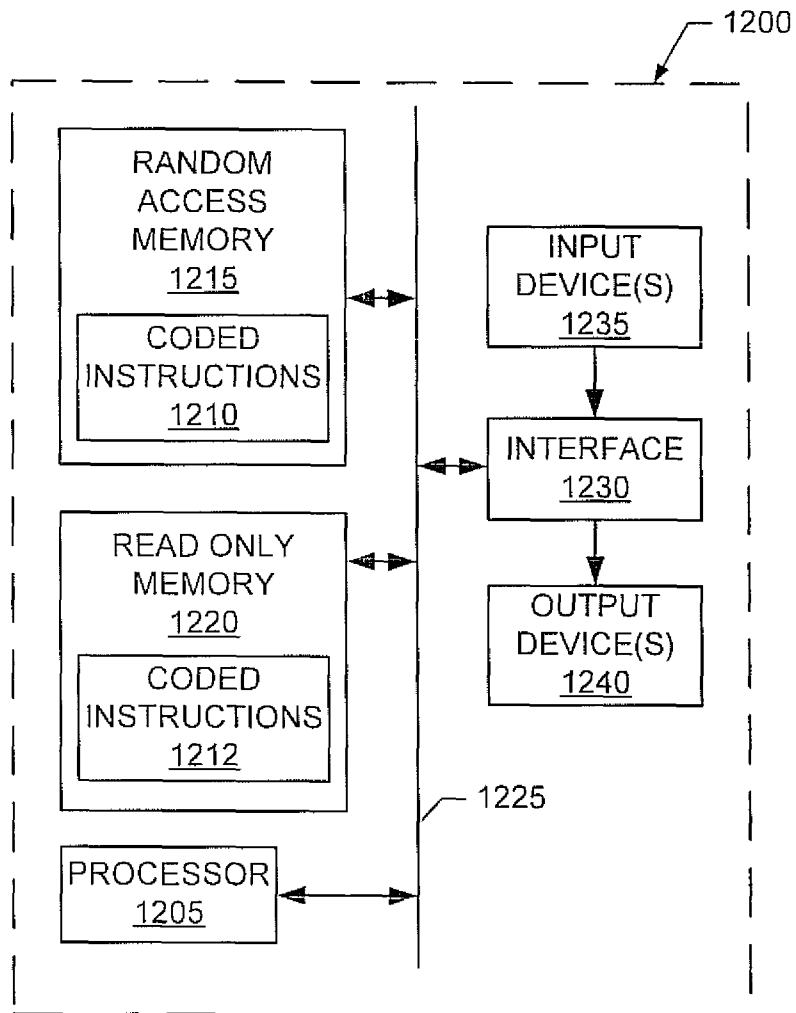 1200
RANDOM
ACCESS
MEMORY
1215
CODED
INSTRUCTIONS
1210
READ ONLY
MEMORY
1220
CODED
INSTRUCTIONS
1212
PROCESSOR
1205
INPUT
DEVICE(S)
1235
INTERFACE
1230
OUTPUT
DEVICE(S)
1240
1225